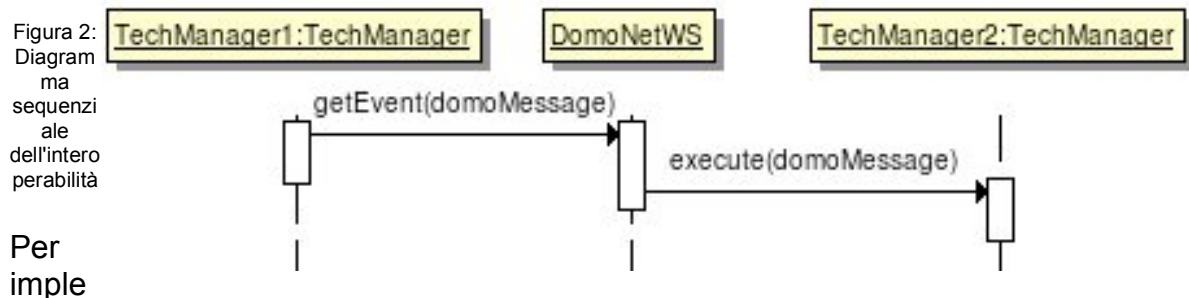 Figura 2:
Diagram
ma
sequenzi
ale
dell'intero
perabilità
TechManager1:TechManager
DomoNetWS
TechManager2:TechManager
getEvent(domoMessage)
execute(domoMessage)
Per
imple